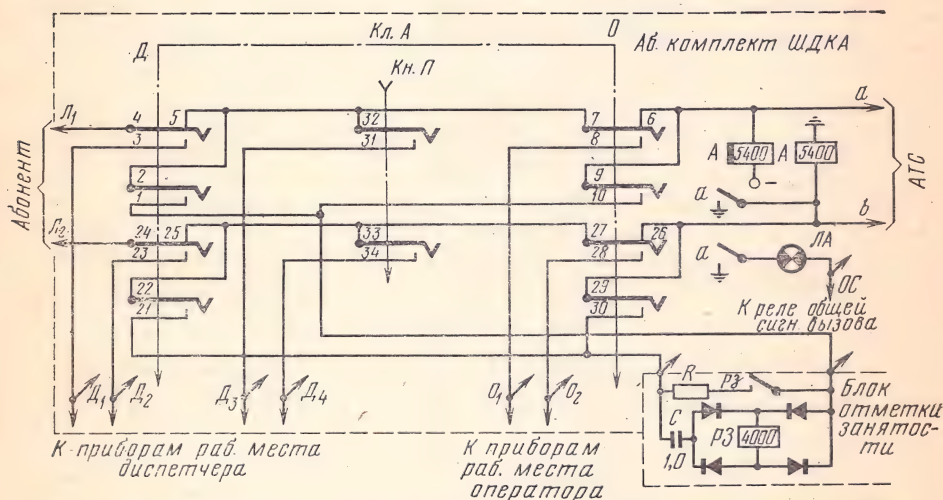 Кл. А
О
Аб. комплект ШДКА
Д
Кн. П
Л₁
4
5
32
7
6
а
3
31
8
2
9
А
5400
А
5400
1
10
–
а
Абонент
АТС
Л₂
24
25
33
27
26
b
23
34
28
а
ЛА
22
29
21
30
ОС
К реле общей
сигн. вызова
Д₁
Д₂
Д₃
Д₄
О₁
О₂
R
РЗ
Блок
отметки
занятос-
ти
С
1,0
РЗ
4000
К приборам раб. места
диспетчера
К приборам
раб. места
оператора